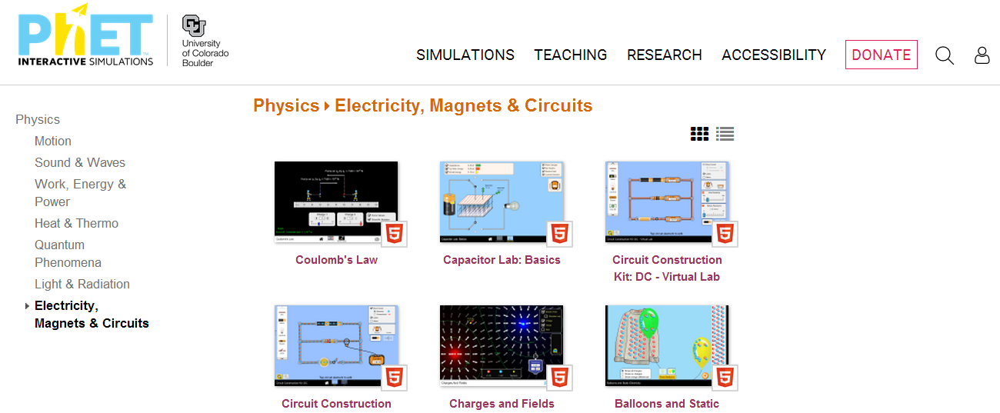 PhET
INTERACTIVE SIMULATIONS
University
of Colorado
Boulder
SIMULATIONS TEACHING RESEARCH ACCESSIBILITY DONATE
Physics
Motion
Sound & Waves
Work, Energy &
Power
Heat & Thermo
Quantum
Phenomena
Light & Radiation
Electricity,
Magnets & Circuits
Physics Electricity, Magnets & Circuits
Coulomb's Law
Capacitor Lab: Basics
Circuit Construction
Kit: DC - Virtual Lab
Circuit Construction
Charges and Fields
Balloons and Static